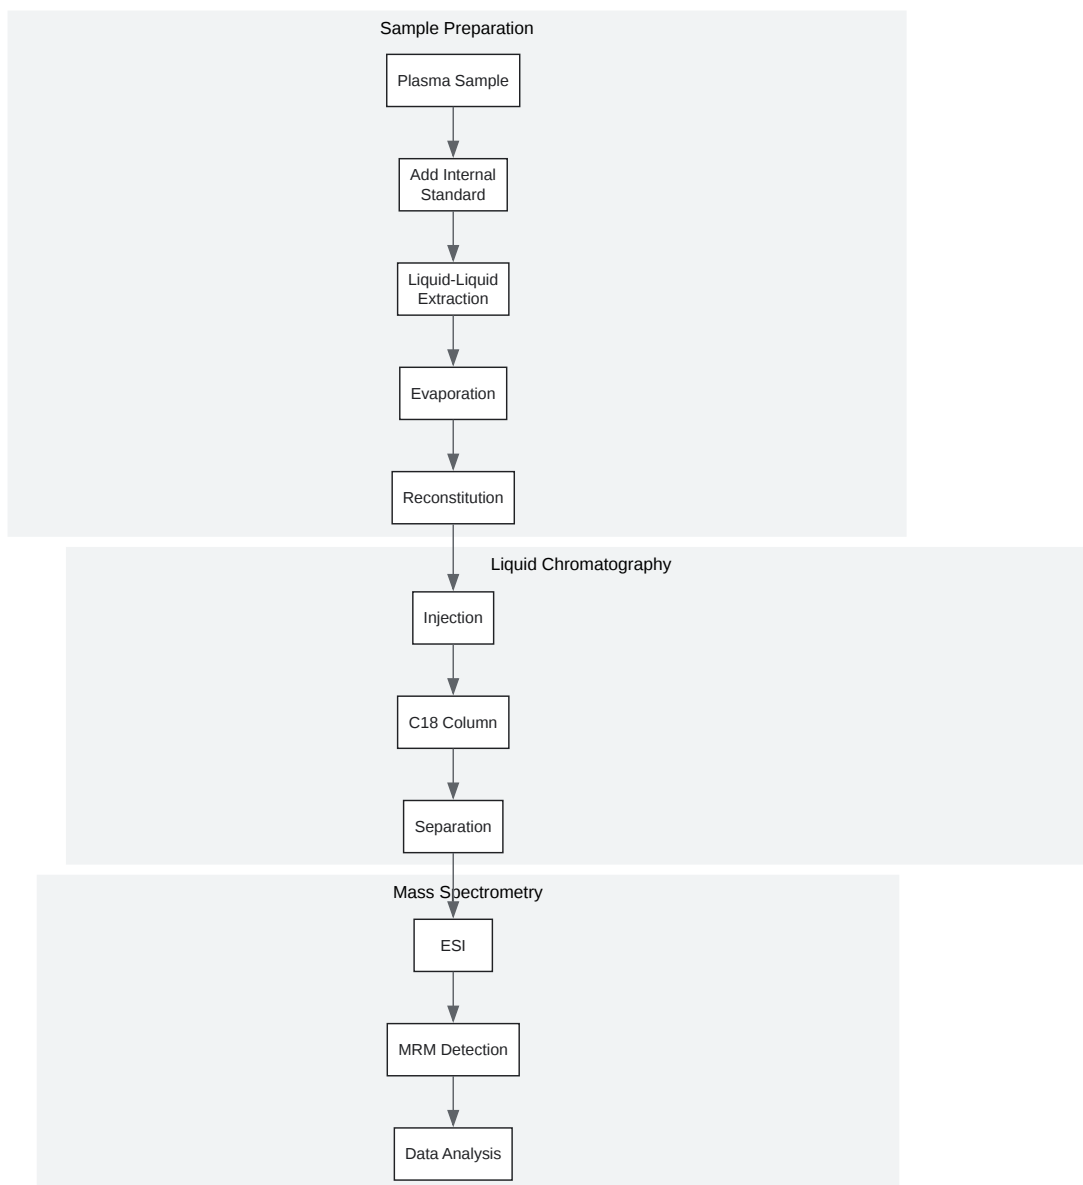 Sample Preparation
Plasma Sample
Add Internal
Standard
Liquid-Liquid
Extraction
Evaporation
Reconstitution
Liquid Chromatography
Injection
C18 Column
Separation
Mass Spectrometry
ESI
MRM Detection
Data Analysis